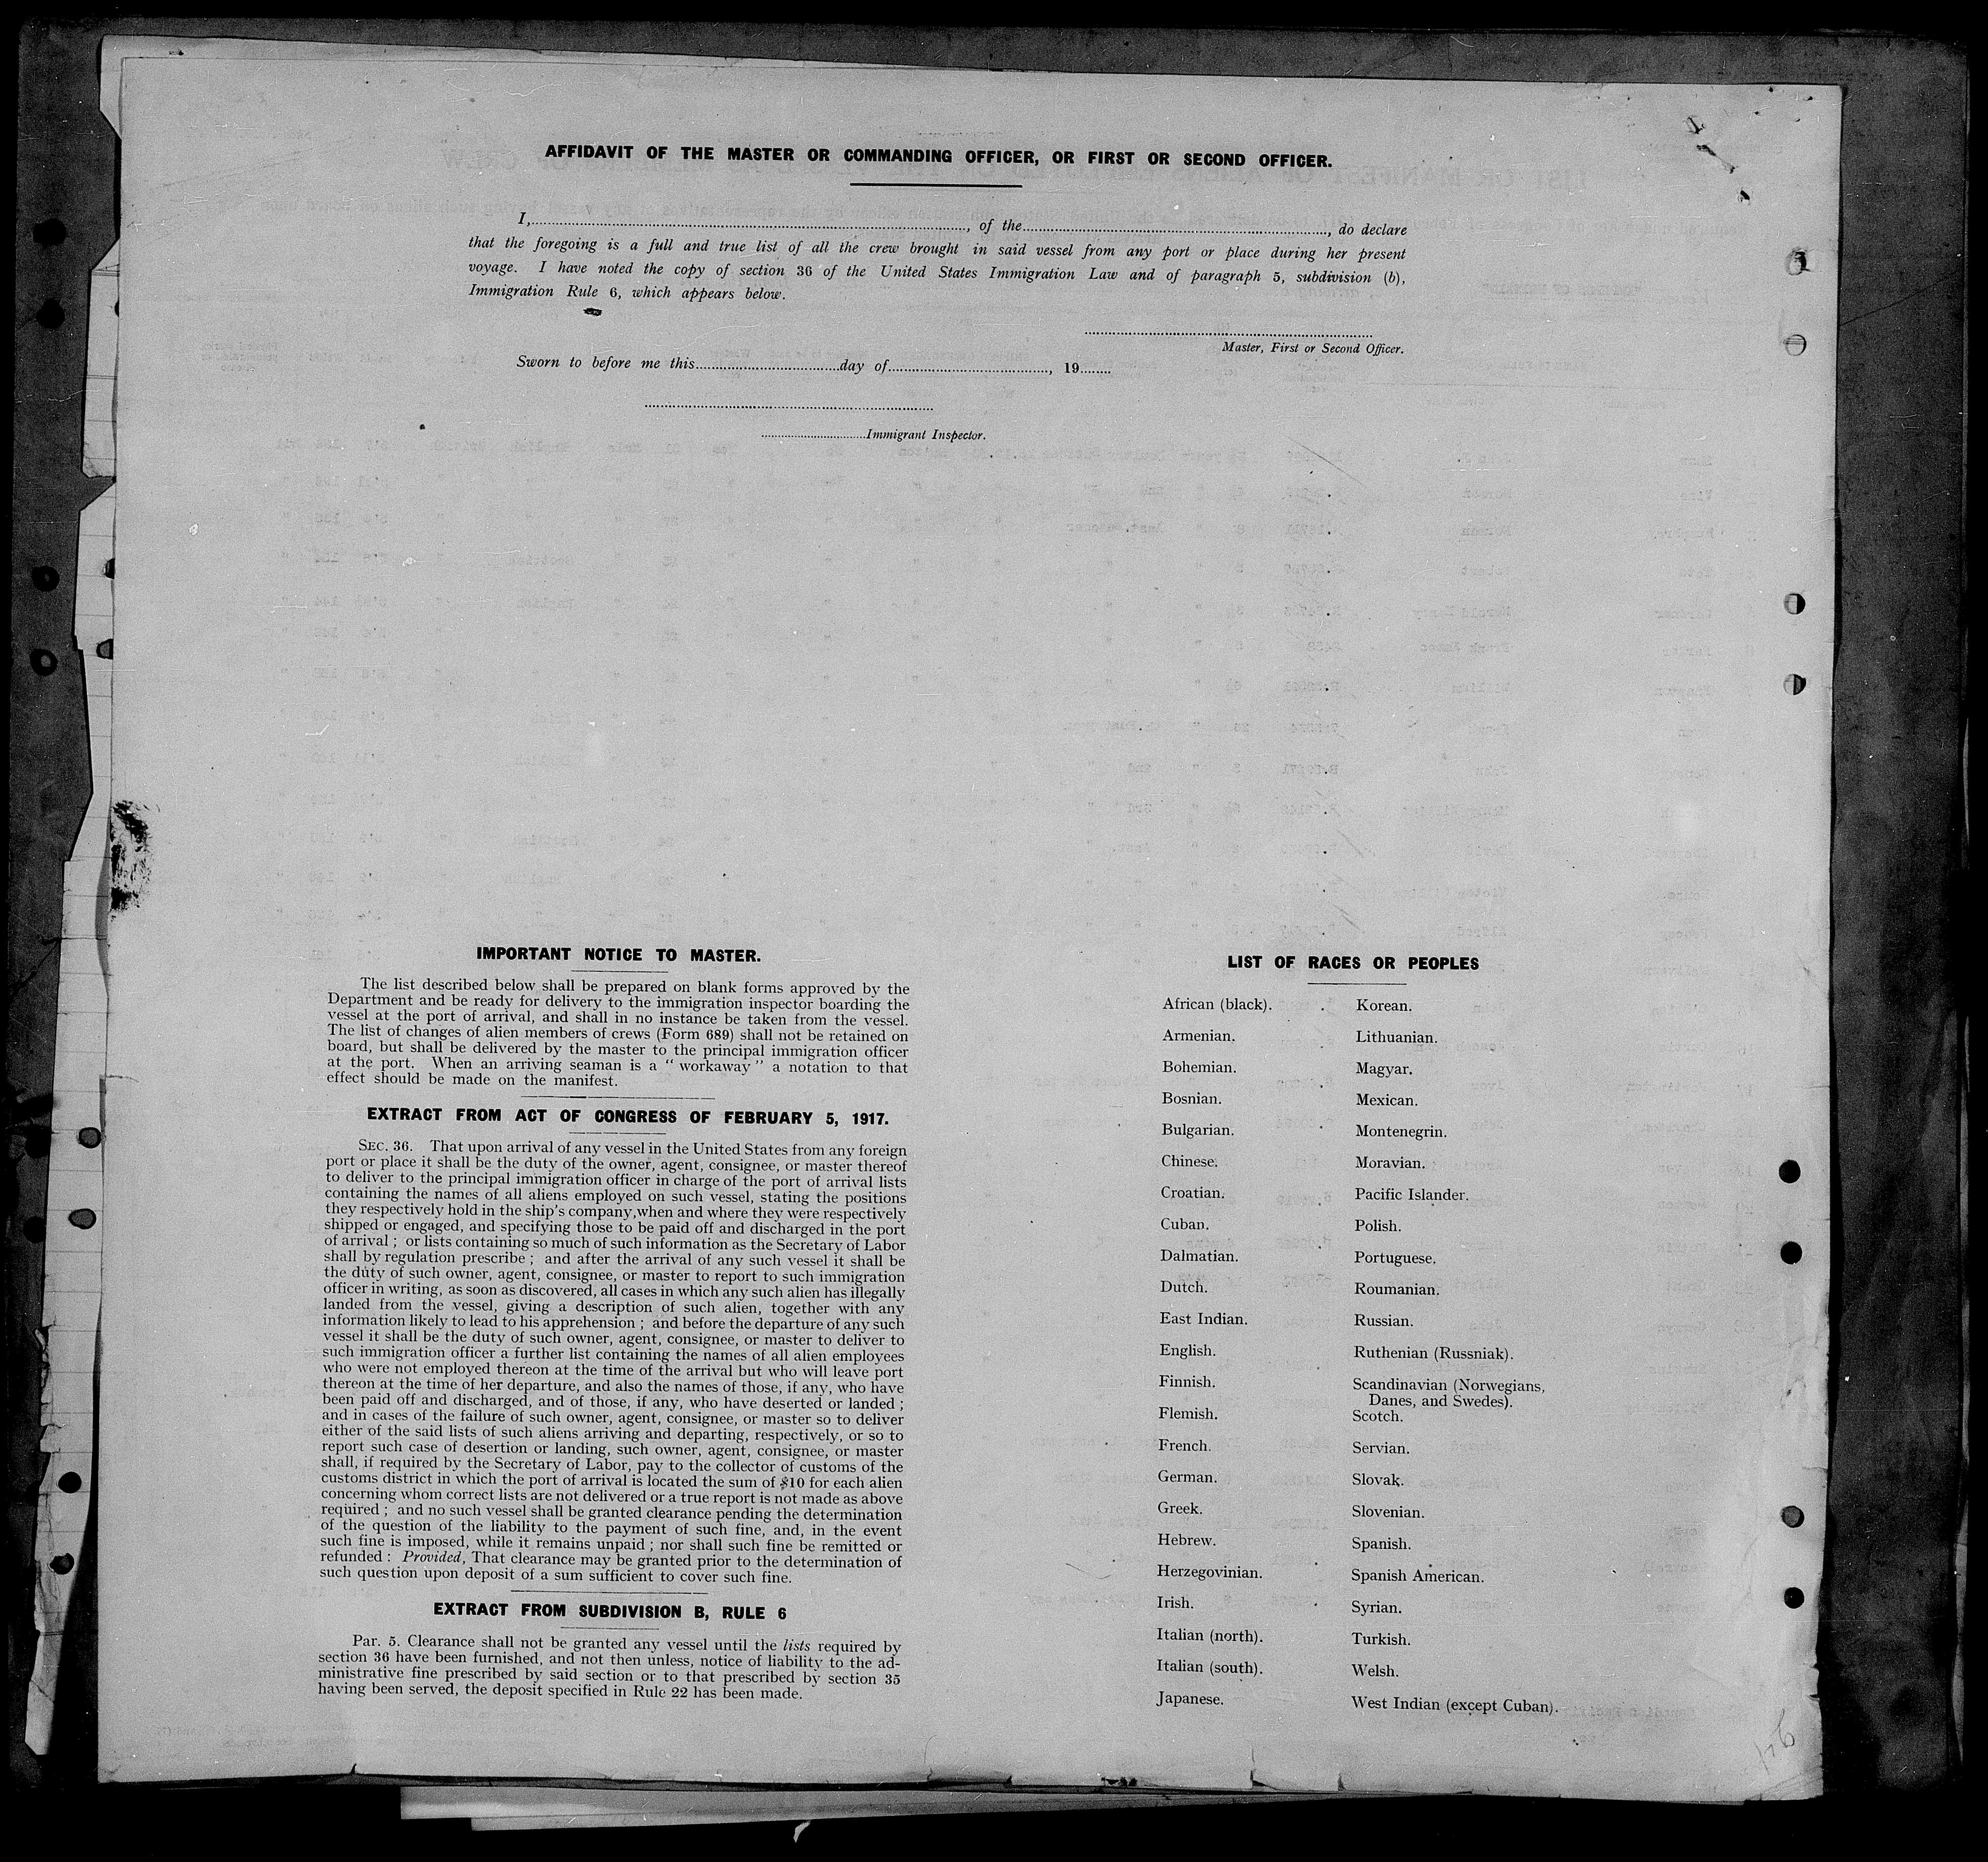 AFFIDAVIT OF THE MASTER OR COMMANDING OFFICER, OR FIRST OR SECOND OFFICER.
I,........, of the........, do declare
that the foregoing is a full and true list of all the crew brought in said vessel from any port or place during her present
voyage. I have noted the copy of section 36 of the United States Immigration Law and of paragraph 5, subdivision (b),
Immigration Rule 6, which appears below.
Master, First or Second Officer.
Sworn to before me this........day of........, 19........
........Immigrant Inspector.
IMPORTANT NOTICE TO MASTER.
The list described below shall be prepared on blank forms approved by the
Department and be ready for delivery to the immigration inspector boarding the
vessel at the port of arrival, and shall in no instance be taken from the vessel.
The list of changes of alien members of crews (Form 689) shall not be retained on
board, but shall be delivered by the master to the principal immigration officer
at the port. When an arriving seaman is a " workaway " a notation to that
effect should be made on the manifest.
EXTRACT FROM ACT OF CONGRESS OF FEBRUARY 5, 1917.
SEC. 36. That upon arrival of any vessel in the United States from any foreign
port or place it shall be the duty of the owner, agent, consignee, or master thereof
to deliver to the principal immigration officer in charge of the port of arrival lists
containing the names of all aliens employed on such vessel, stating the positions
they respectively hold in the ship's company,when and where they were respectively
shipped or engaged, and specifying those to be paid off and discharged in the port
of arrival ; or lists containing so much of such information as the Secretary of Labor
shall by regulation prescribe ; and after the arrival of any such vessel it shall be
the duty of such owner, agent, consignee, or master to report to such immigration
officer in writing, as soon as discovered, all cases in which any such alien has illegally
landed from the vessel, giving a description of such alien, together with any
information likely to lead to his apprehension ; and before the departure of any such
vessel it shall be the duty of such owner, agent, consignee, or master to deliver to
such immigration officer a further list containing the names of all alien employees
who were not employed thereon at the time of the arrival but who will leave port
thereon at the time of her departure, and also the names of those, if any, who have
been paid off and discharged, and of those, if any, who have deserted or landed ;
and in cases of the failure of such owner, agent, consignee, or master so to deliver
either of the said lists of such aliens arriving and departing, respectively, or so to
report such case of desertion or landing, such owner, agent, consignee, or master
shall, if required by the Secretary of Labor, pay to the collector of customs of the
customs district in which the port of arrival is located the sum of $10 for each alien
concerning whom correct lists are not delivered or a true report is not made as above
required ; and no such vessel shall be granted clearance pending the determination
of the question of the liability to the payment of such fine, and, in the event
such fine is imposed, while it remains unpaid ; nor shall such fine be remitted or
refunded : Provided, That clearance may be granted prior to the determination of
such question upon deposit of a sum sufficient to cover such fine.
EXTRACT FROM SUBDIVISION B, RULE 6
Par. 5. Clearance shall not be granted any vessel until the lists required by
section 36 have been furnished, and not then unless, notice of liability to the ad-
ministrative fine prescribed by said section or to that prescribed by section 35
having been served, the deposit specified in Rule 22 has been made.
LIST OF RACES OR PEOPLES
African (black).
Armenian.
Bohemian.
Bosnian.
Bulgarian.
Chinese.
Croatian.
Cuban.
Dalmatian.
Dutch.
East Indian.
English.
Finnish.
Flemish.
French.
German.
Greek.
Hebrew.
Herzegovinian.
Irish.
Italian (north).
Italian (south).
Japanese.
Korean.
Lithuanian.
Magyar.
Mexican.
Montenegrin.
Moravian.
Pacific Islander.
Polish.
Portuguese.
Roumanian.
Russian.
Ruthenian (Russniak).
Scandinavian (Norwegians,
Danes, and Swedes).
Scotch.
Servian.
Slovak.
Slovenian.
Spanish.
Spanish American.
Syrian.
Turkish.
Welsh.
West Indian (except Cuban).